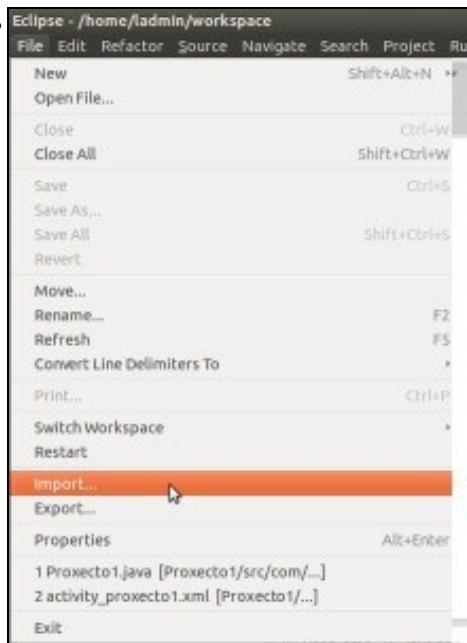 Eclipse - /home/ladmin/workspace
File Edit Refactor Source Navigate Search Project Ru
New Shift+Alt+N
Open File...
Close Ctrl+W
Close All Shift+Ctrl+W
Save Ctrl+S
Save As...
Save All Shift+Ctrl+S
Revert
Move...
Rename... F2
Refresh F5
Convert Line Delimiters To
Print... Ctrl+P
Switch Workspace
Restart
Import...
Export...
Properties Alt+Enter
1 Proxecto1.java [Proxecto1/src/com/...]
2 activity_proxecto1.xml [Proxecto1/...]
Exit